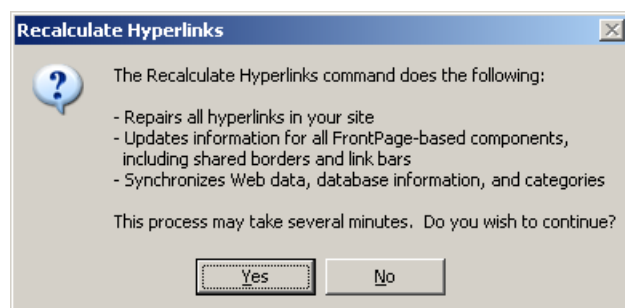 Recalculate Hyperlinks
The Recalculate Hyperlinks command does the following:
- Repairs all hyperlinks in your site
- Updates information for all FrontPage-based components,
including shared borders and link bars
- Synchronizes Web data, database information, and categories
This process may take several minutes.  Do you wish to continue?
Yes No